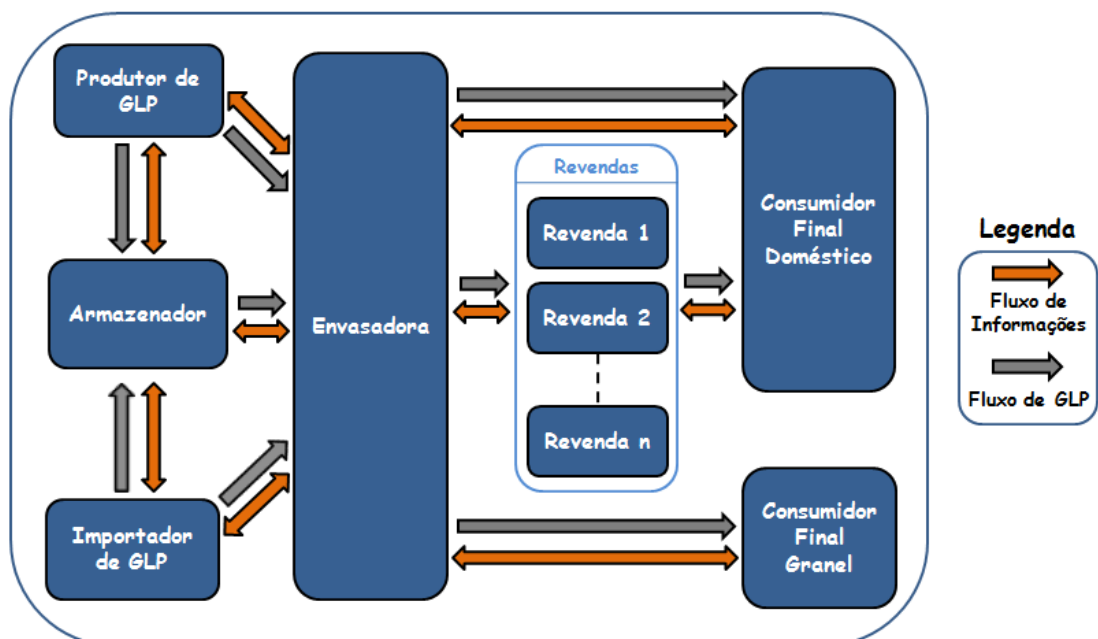 Produtor de
GLP
Armazenador
Importador
de GLP
Envasadora
Revendas
Revenda 1
Revenda 2
Revenda n
Consumidor
Final
Doméstico
Consumidor
Final
Granel
Legenda
Fluxo de
Informações
Fluxo de GLP